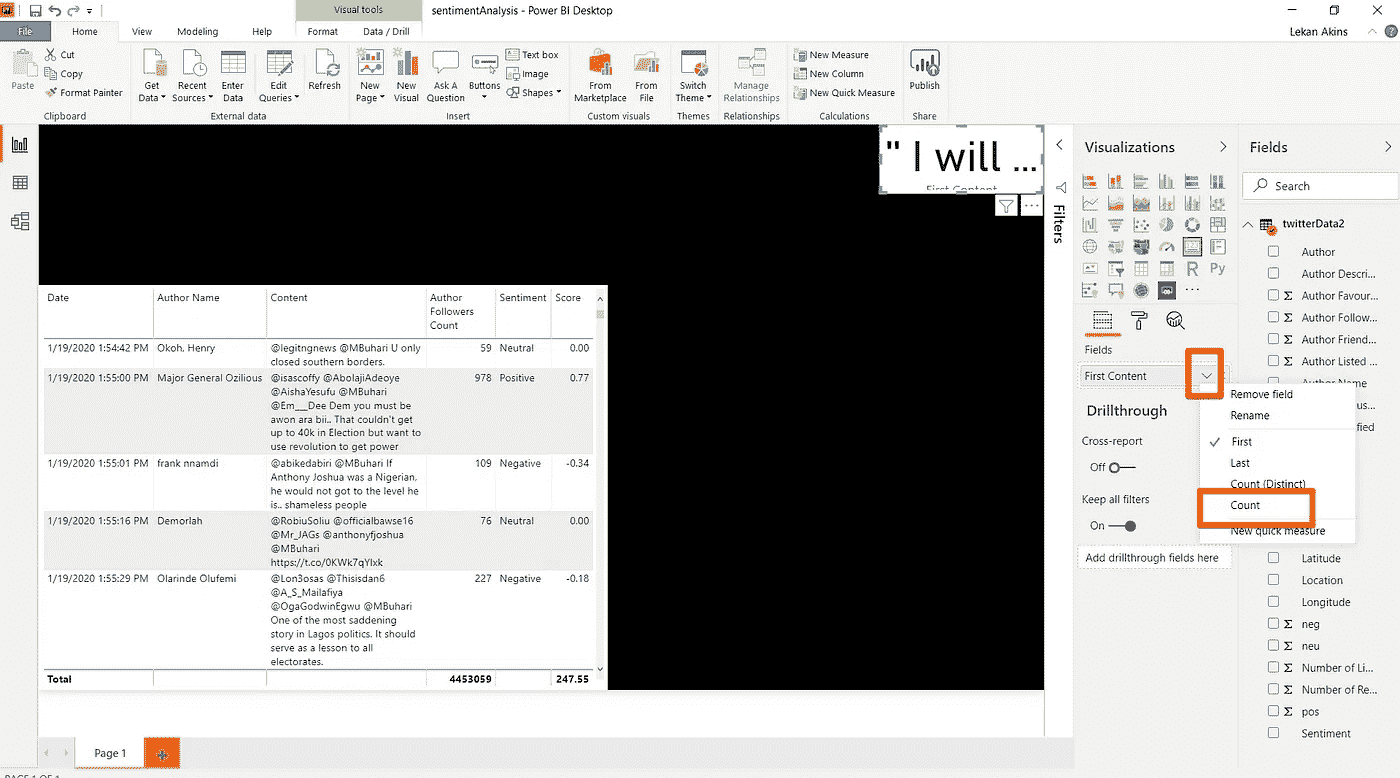 Visual tools
sentimentAnalysis - Power BI Desktop
File
Home
View
Modeling
Help
Format
Data / Drill
Lekan Akins
Paste
Cut
Copy
Format Painter
Clipboard
Get Data
Recent Sources
Enter Data
Edit Queries
Refresh
External data
New Page
New Visual
Ask A Question
Buttons
Text box
Image
Shapes
Insert
From Marketplace
From File
Custom visuals
Switch Theme
Themes
Manage Relationships
Relationships
New Measure
New Column
New Quick Measure
Calculations
Publish
Share
" I will ...
First Content
Date
Author Name
Content
Author
Followers
Count
Sentiment
Score
1/19/2020 1:54:42 PM Okoh, Henry @legitngnews @MBuhari U only 59 Neutral 0.00
closed southern borders.
1/19/2020 1:55:00 PM Major General Ozilious @isascoffy @AbolajiAdeoye 978 Positive 0.77
@AishaYesufu @MBuhari
@Em___Dee Dem you must be
awon ara bii.. That couldn't get
up to 40k in Election but want to
use revolution to get power
1/19/2020 1:55:01 PM frank nnamdi @abikedabiri @MBuhari If 109 Negative -0.34
Anthony Joshua was a Nigerian,
he would not got to the level he
is.. shameless people
1/19/2020 1:55:16 PM Demorlah @RobiuSoliu @officialbawse16 76 Neutral 0.00
@Mr_JAGs @anthonyfjoshua
@MBuhari
https://t.co/0KWk7qYIxk
1/19/2020 1:55:29 PM Olarinde Olufemi @Lon3osas @Thisisdan6 227 Negative -0.18
@A_S_Mailafiya
@OgaGodwinEgwu @MBuhari
One of the most saddening
story in Lagos politics. It should
serve as a lesson to all
electorates.
Total 4453059 247.55
Page 1
PAGE 1 OF 1
Filters
Visualizations
R
Py
Fields
First Content
Drillthrough
Cross-report
Off
Keep all filters
On
Add drillthrough fields here
Remove field
Rename
First
Last
Count (Distinct)
Count
New quick measure
Fields
Search
twitterData2
Author
Author Descri...
Author Favour...
Author Follow...
Author Friend...
Author Listed ...
Author Name
us...
fied
Latitude
Location
Longitude
neg
neu
Number of Li...
Number of Re...
pos
Sentiment